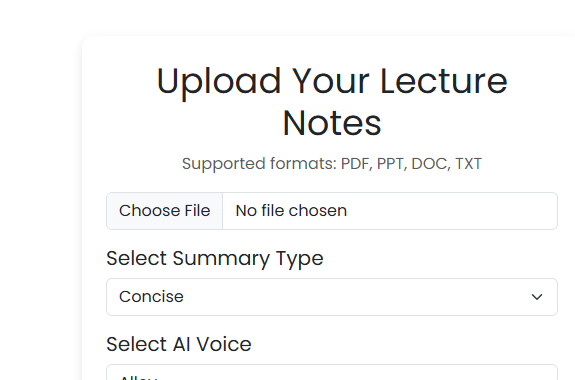 Upload Your Lecture
Notes
Supported formats: PDF, PPT, DOC, TXT
Choose File No file chosen
Select Summary Type
Concise
Select AI Voice